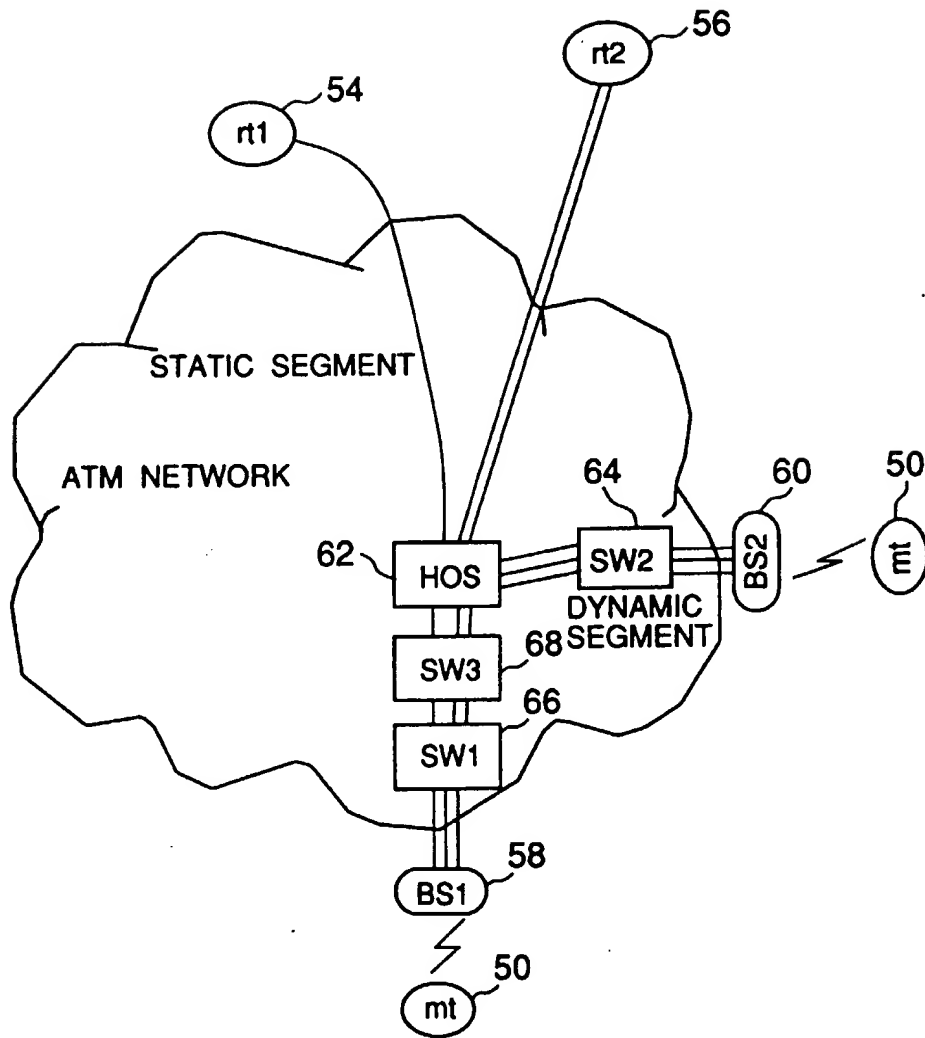 56
rt2
54
rt1
STATIC SEGMENT
ATM NETWORK
64
60
50
62
HOS
SW2
BS2
mt
DYNAMIC
SEGMENT
68
SW3
66
SW1
58
BS1
50
mt